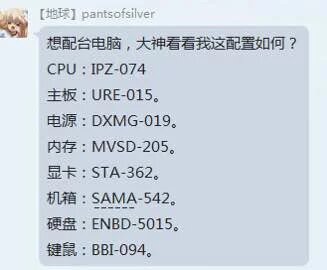 【地球】pantsofsilver
想配台电脑，大神看看我这配置如何？
CPU：IPZ-074
主板：URE-015。
电源：DXMG-019。
内存：MVSD-205。
显卡：STA-362。
机箱：SAMA-542。
硬盘：ENBD-5015。
键鼠：BBI-094。